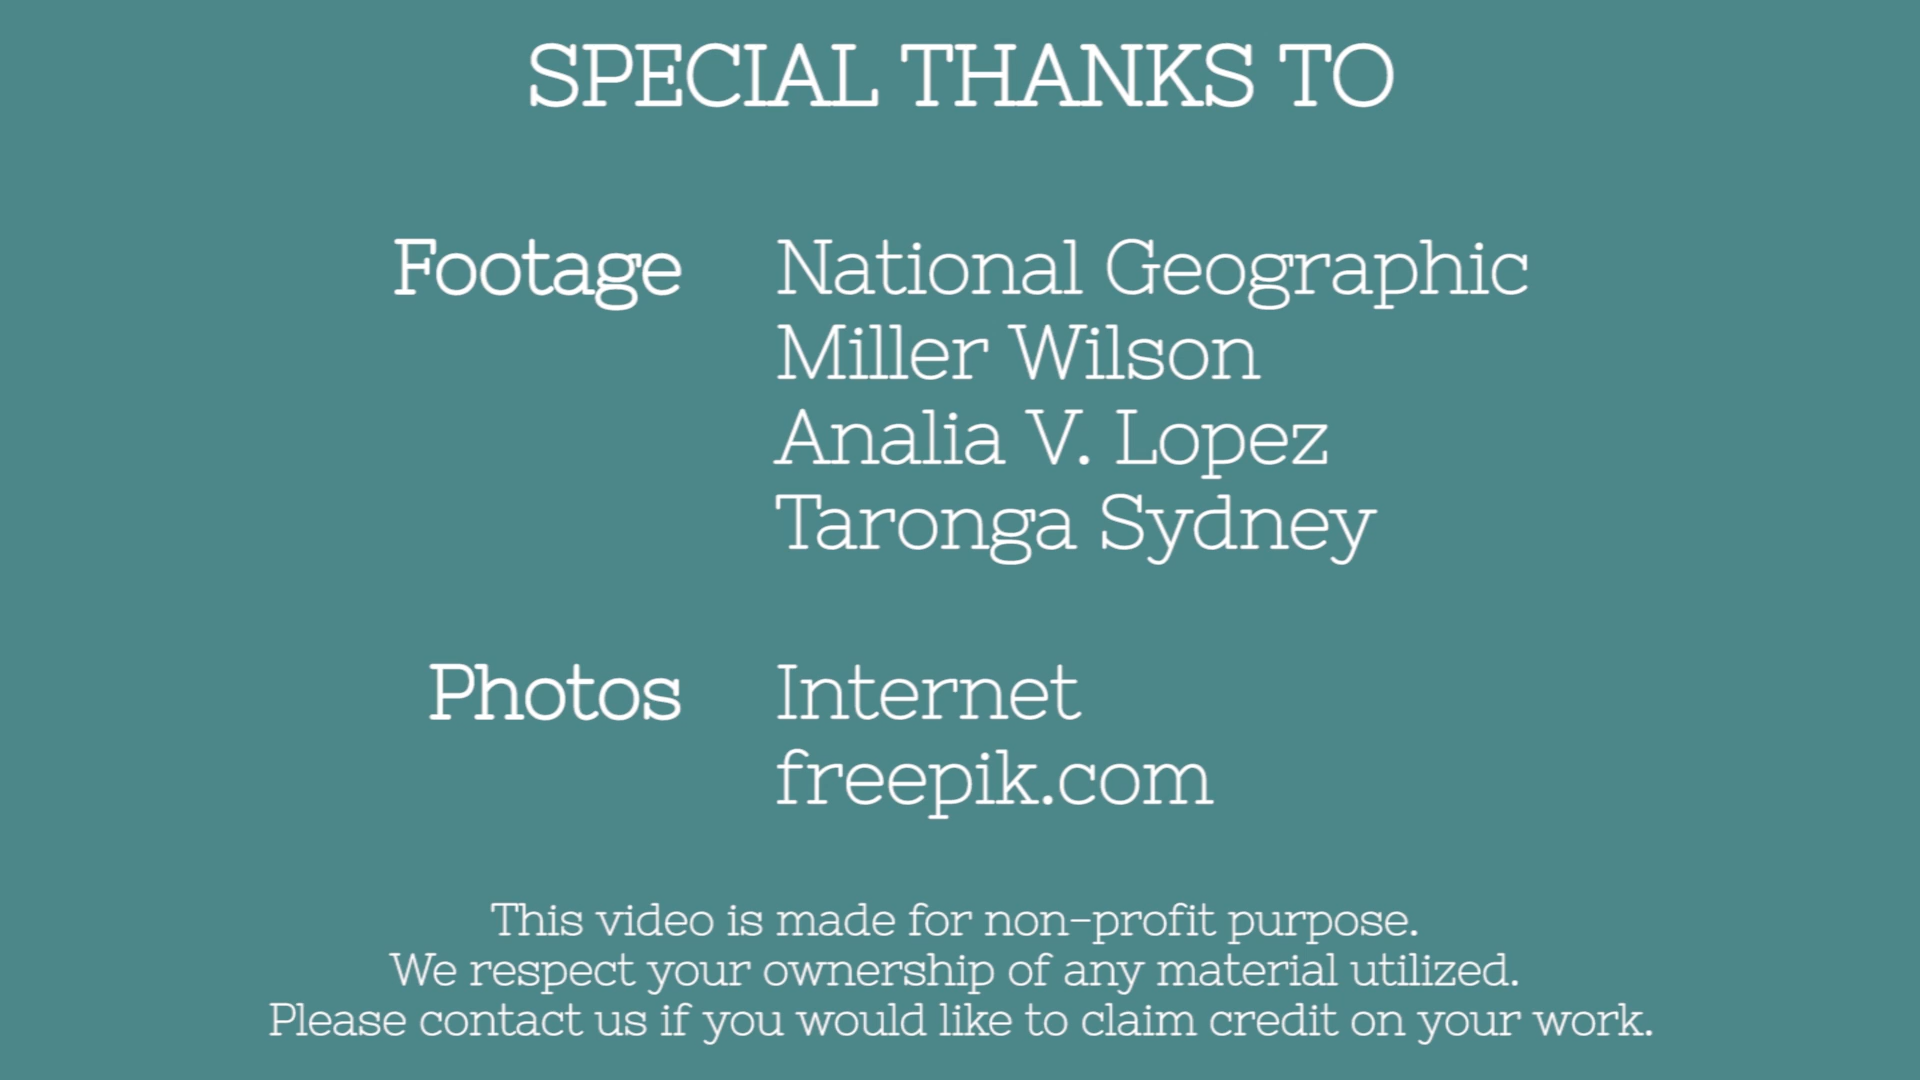 SPECIAL THANKS TO
Footage National Geographic
Miller Wilson
Analia V. Lopez
Taronga Sydney
Photos Internet
freepik.com
This video is made for non-profit purpose.
We respect your ownership of any material utilized.
Please contact us if you would like to claim credit on your work.